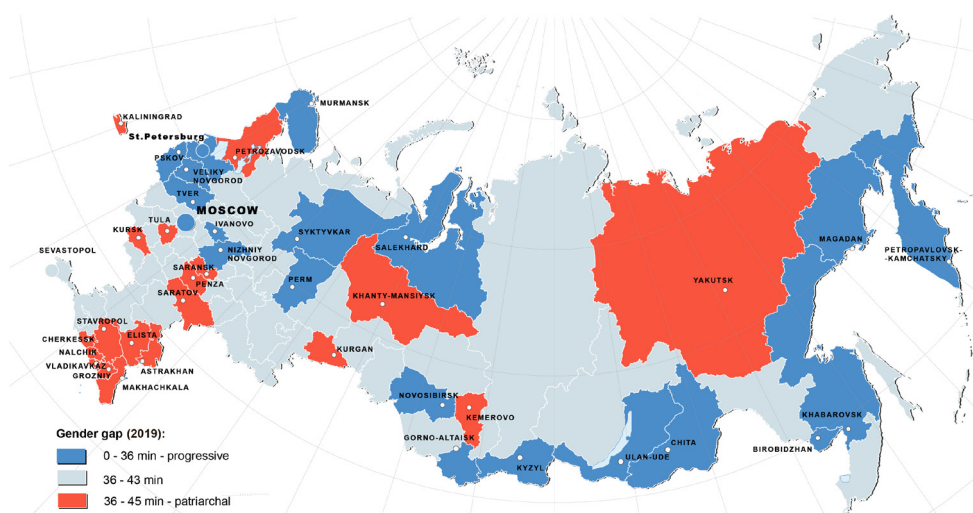 KALININGRAD
MURMANSK
St.Petersburg
PETROZAVODSK
PSKOV
VELIKY
NOVGOROD
TVER
MOSCOW
TULA
IVANOVO
KURSK
SYKTYVKAR
MAGADAN
SEVASTOPOL
NIZHNIY
NOVGOROD
SALEKHARD
PETROPAVLOVSK-
KAMCHATSKY
SARANSK
PENZA
PERM
YAKUTSK
SARATOV
KHANTY-MANSIYSK
STAVROPOL
CHERKESSK
ELISTA
NALCHIK
KURGAN
VLADIKAVKAZ
ASTRAKHAN
GROZNIY
MAKHACHKALA
NOVOSIBIRSK
KEMEROVO
KHABAROVSK
Gender gap (2019):
GORNO-ALTAISK
CHITA
BIROBIDZHAN
0 - 36 min - progressive
KYZYL
ULAN-UDE
36 - 43 min
36 - 45 min - patriarchal